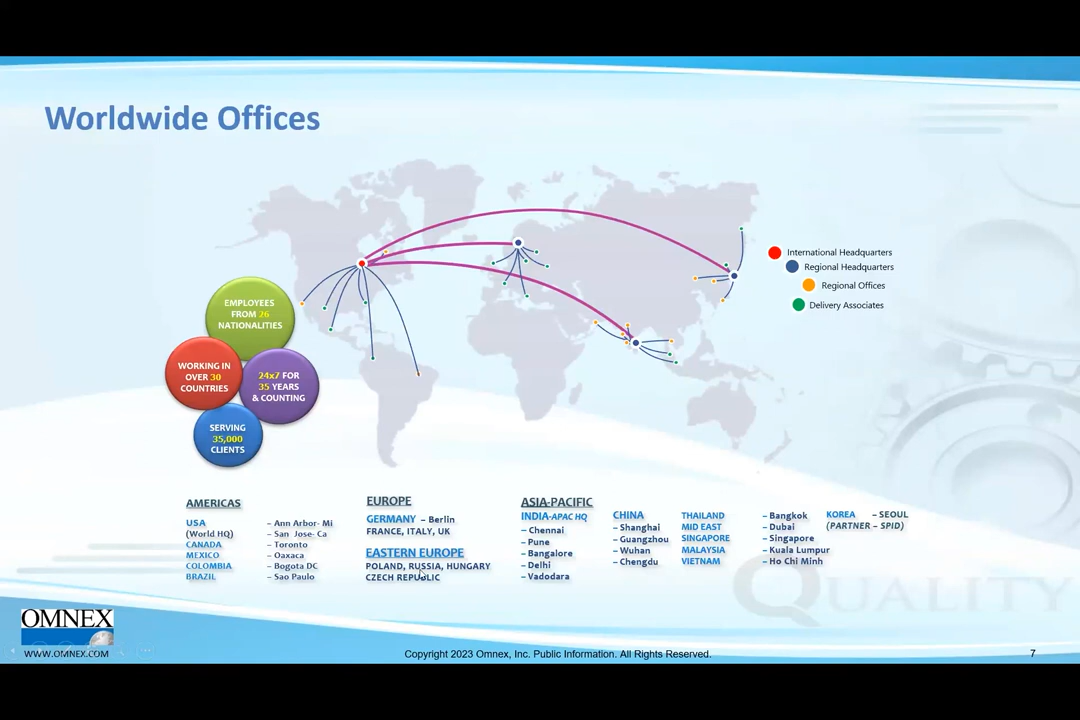 Worldwide Offices
International Headquarters
Regional Headquarters
Regional Offices
Delivery Associates
EMPLOYEES
FROM 26
NATIONALITIES
WORKING IN
OVER 30
COUNTRIES
24x7 FOR
35 YEARS
& COUNTING
SERVING
35,000
CLIENTS
AMERICAS
USA – Ann Arbor- Mi
(World HQ) – San Jose- Ca
CANADA – Toronto
MEXICO – Oaxaca
COLOMBIA – Bogota DC
BRAZIL – Sao Paulo
EUROPE
GERMANY – Berlin
FRANCE, ITALY, UK
EASTERN EUROPE
POLAND, RUSSIA, HUNGARY
CZECH REPUBLIC
ASIA-PACIFIC
INDIA-APAC HQ
– Chennai
– Pune
– Bangalore
– Delhi
– Vadodara
CHINA
– Shanghai
– Guangzhou
– Wuhan
– Chengdu
THAILAND – Bangkok
MID EAST – Dubai
SINGAPORE – Singapore
MALAYSIA – Kuala Lumpur
VIETNAM – Ho Chi Minh
KOREA – SEOUL
(PARTNER – SPID)
QUALITY
OMNEX
WWW.OMNEX.COM
Copyright 2023 Omnex, Inc. Public Information. All Rights Reserved.
7